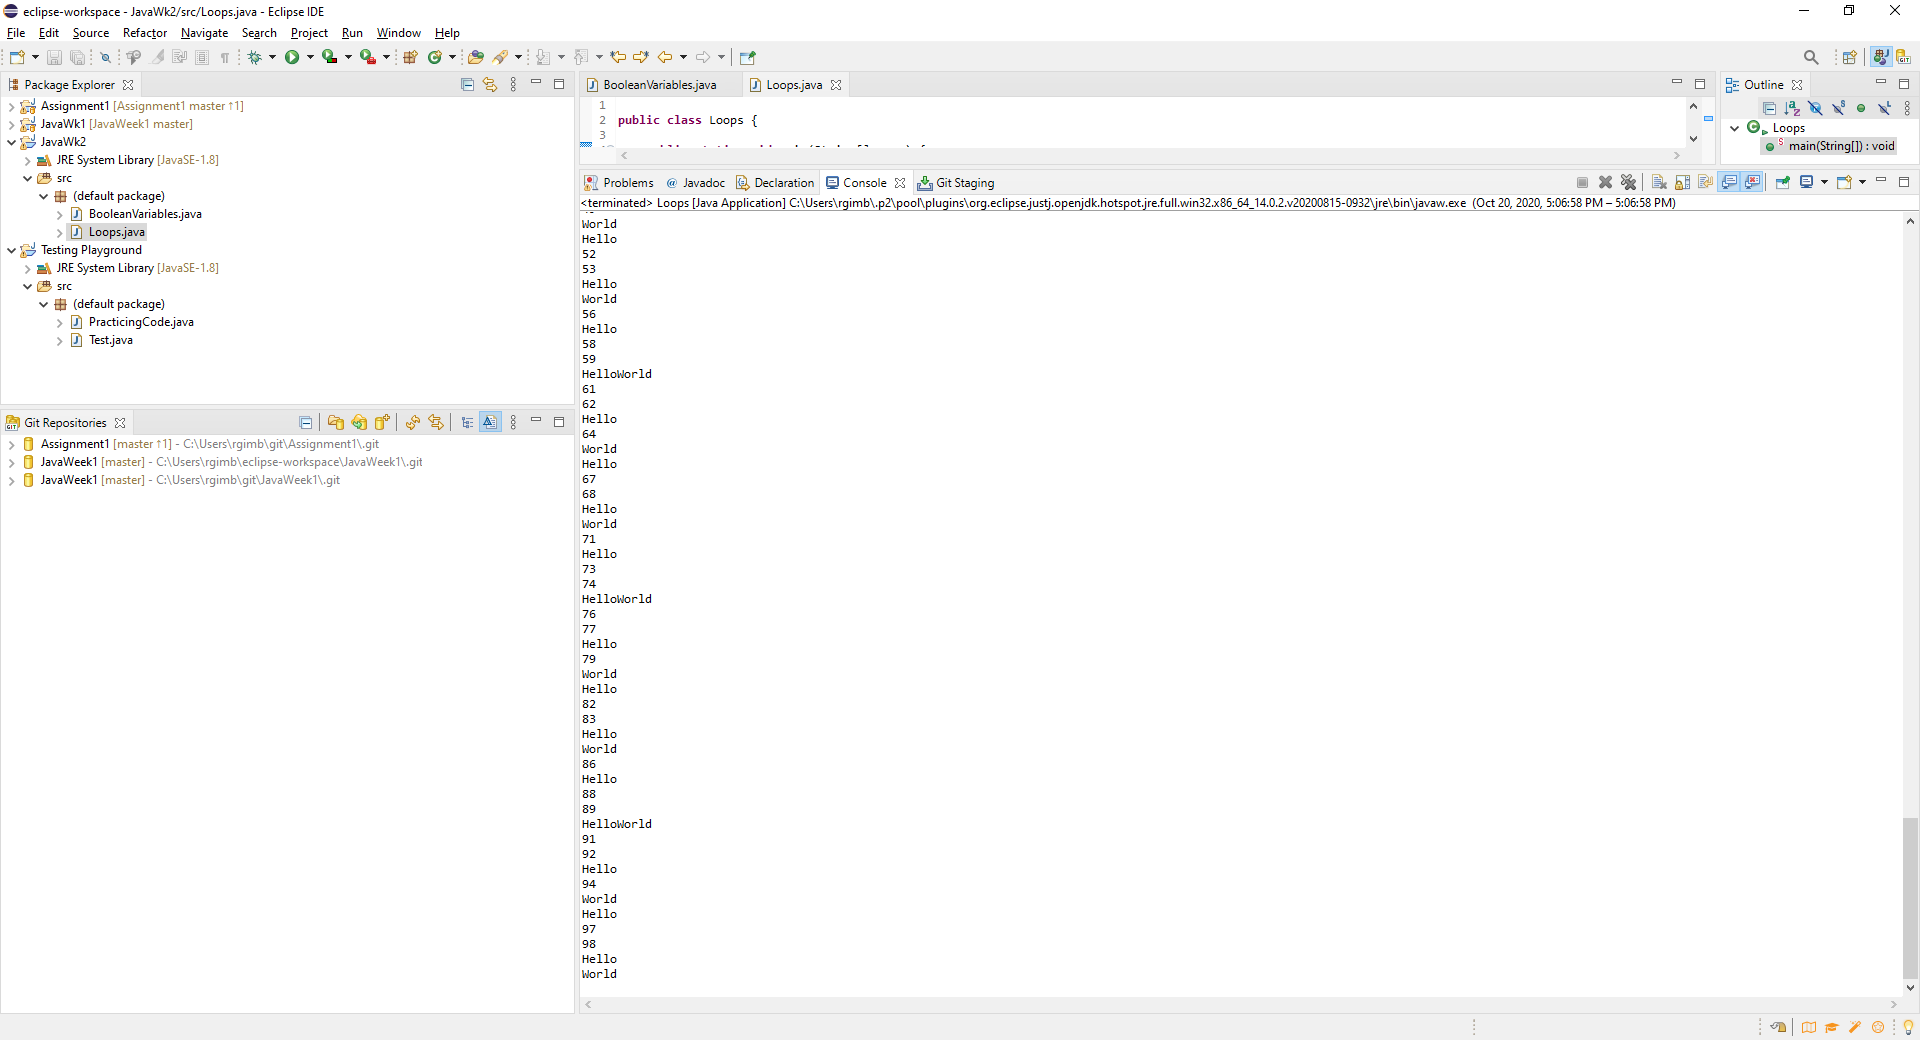 eclipse-workspace - JavaWk2/src/Loops.java - Eclipse IDE
File Edit Source Refactor Navigate Search Project Run Window Help
Package Explorer
Assignment1 [Assignment1 master ↑1]
JavaWk1 [JavaWeek1 master]
JavaWk2
JRE System Library [JavaSE-1.8]
src
(default package)
BooleanVariables.java
Loops.java
Testing Playground
JRE System Library [JavaSE-1.8]
src
(default package)
PracticingCode.java
Test.java
Git Repositories
Assignment1 [master ↑1] - C:\Users\rgimb\git\Assignment1\.git
JavaWeek1 [master] - C:\Users\rgimb\eclipse-workspace\JavaWeek1\.git
JavaWeek1 [master] - C:\Users\rgimb\git\JavaWeek1\.git
BooleanVariables.java Loops.java
1
2 public class Loops {
3
Outline
Loops
main(String[]) : void
Problems Javadoc Declaration Console Git Staging
<terminated> Loops [Java Application] C:\Users\rgimb\.p2\pool\plugins\org.eclipse.justj.openjdk.hotspot.jre.full.win32.x86_64_14.0.2.v20200815-0932\jre\bin\javaw.exe (Oct 20, 2020, 5:06:58 PM – 5:06:58 PM)
World
Hello
52
53
Hello
World
56
Hello
58
59
HelloWorld
61
62
Hello
64
World
Hello
67
68
Hello
World
71
Hello
73
74
HelloWorld
76
77
Hello
79
World
Hello
82
83
Hello
World
86
Hello
88
89
HelloWorld
91
92
Hello
94
World
Hello
97
98
Hello
World